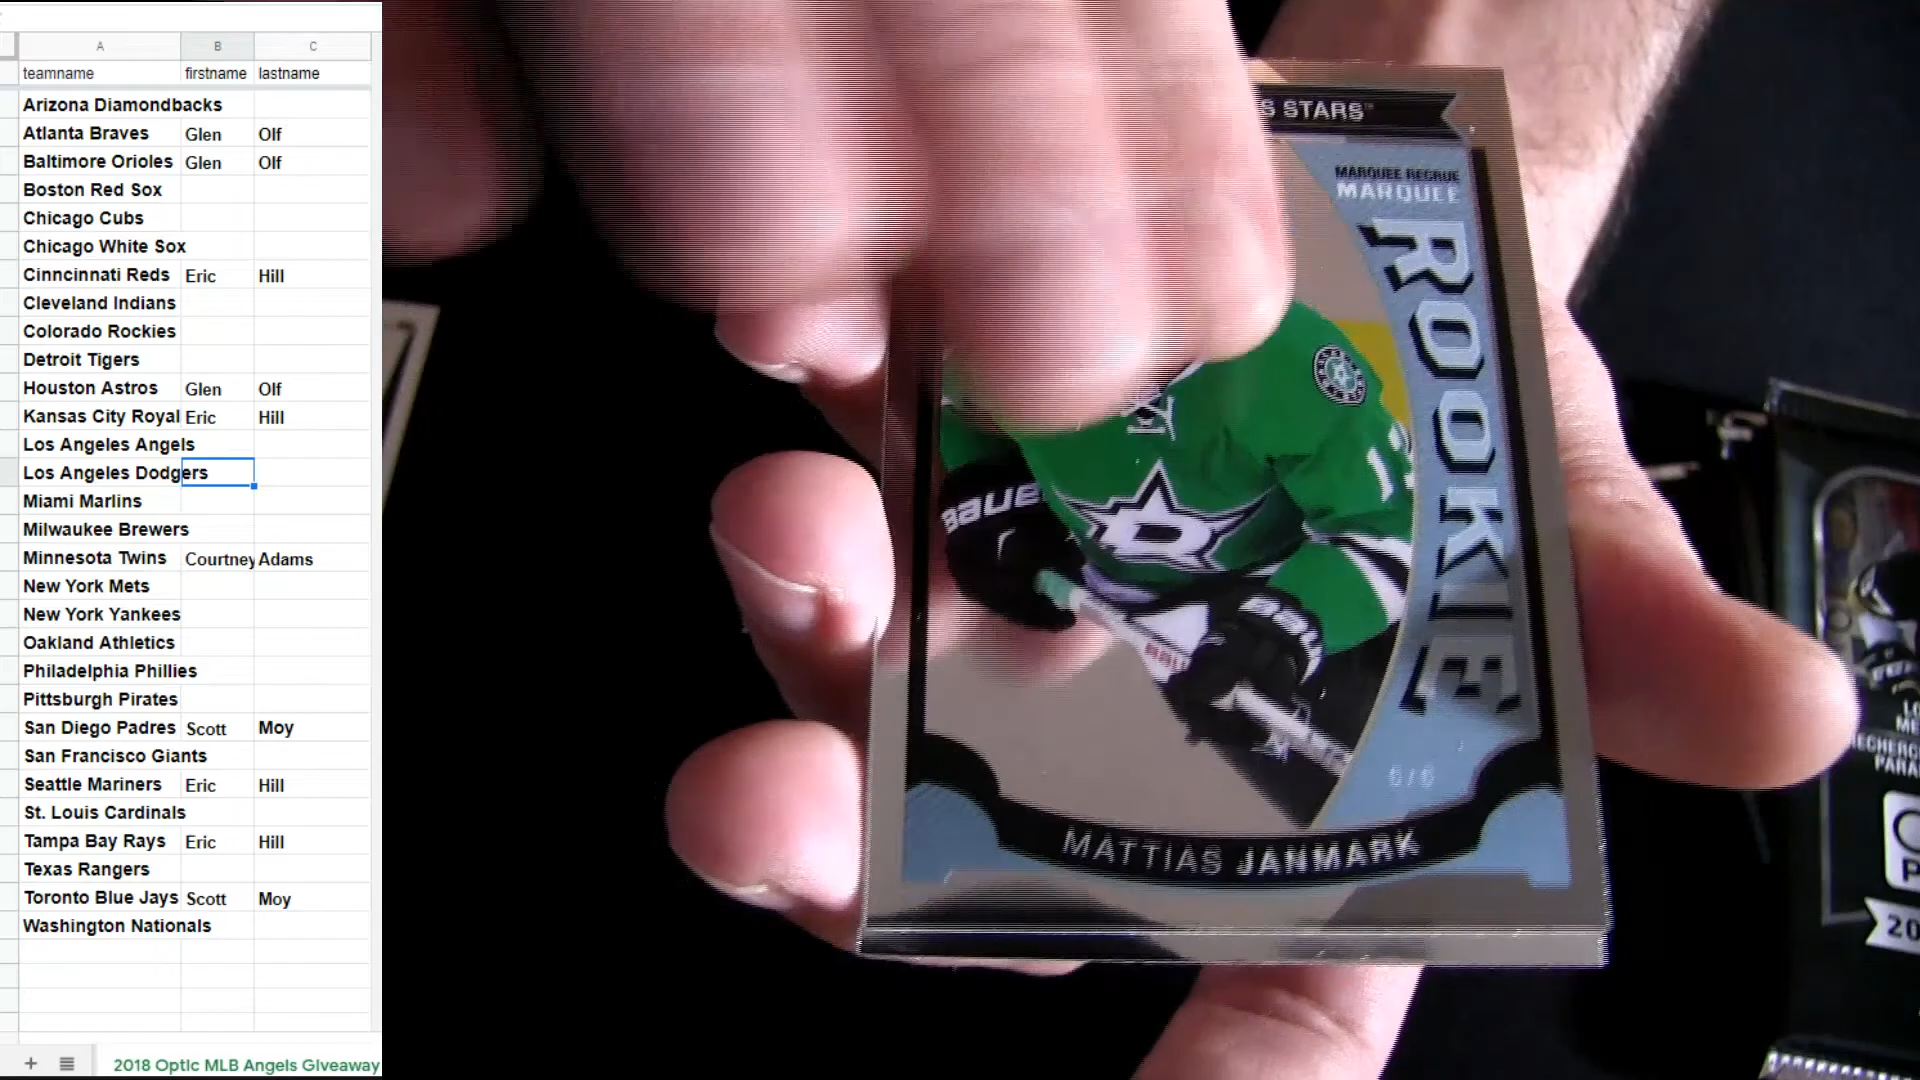 A B C
teamname firstname lastname
Arizona Diamondbacks
Atlanta Braves Glen Olf
Baltimore Orioles Glen Olf
Boston Red Sox
Chicago Cubs
Chicago White Sox
Cinncinnati Reds Eric Hill
Cleveland Indians
Colorado Rockies
Detroit Tigers
Houston Astros Glen Olf
Kansas City Royal Eric Hill
Los Angeles Angels
Los Angeles Dodgers
Miami Marlins
Milwaukee Brewers
Minnesota Twins Courtney Adams
New York Mets
New York Yankees
Oakland Athletics
Philadelphia Phillies
Pittsburgh Pirates
San Diego Padres Scott Moy
San Francisco Giants
Seattle Mariners Eric Hill
St. Louis Cardinals
Tampa Bay Rays Eric Hill
Texas Rangers
Toronto Blue Jays Scott Moy
Washington Nationals
2018 Optic MLB Angels Giveaway
S STARS™
MARQUEE RECRUE
MARQUEE
ROOKIE
BAUE
D
MATTIAS JANMARK
20